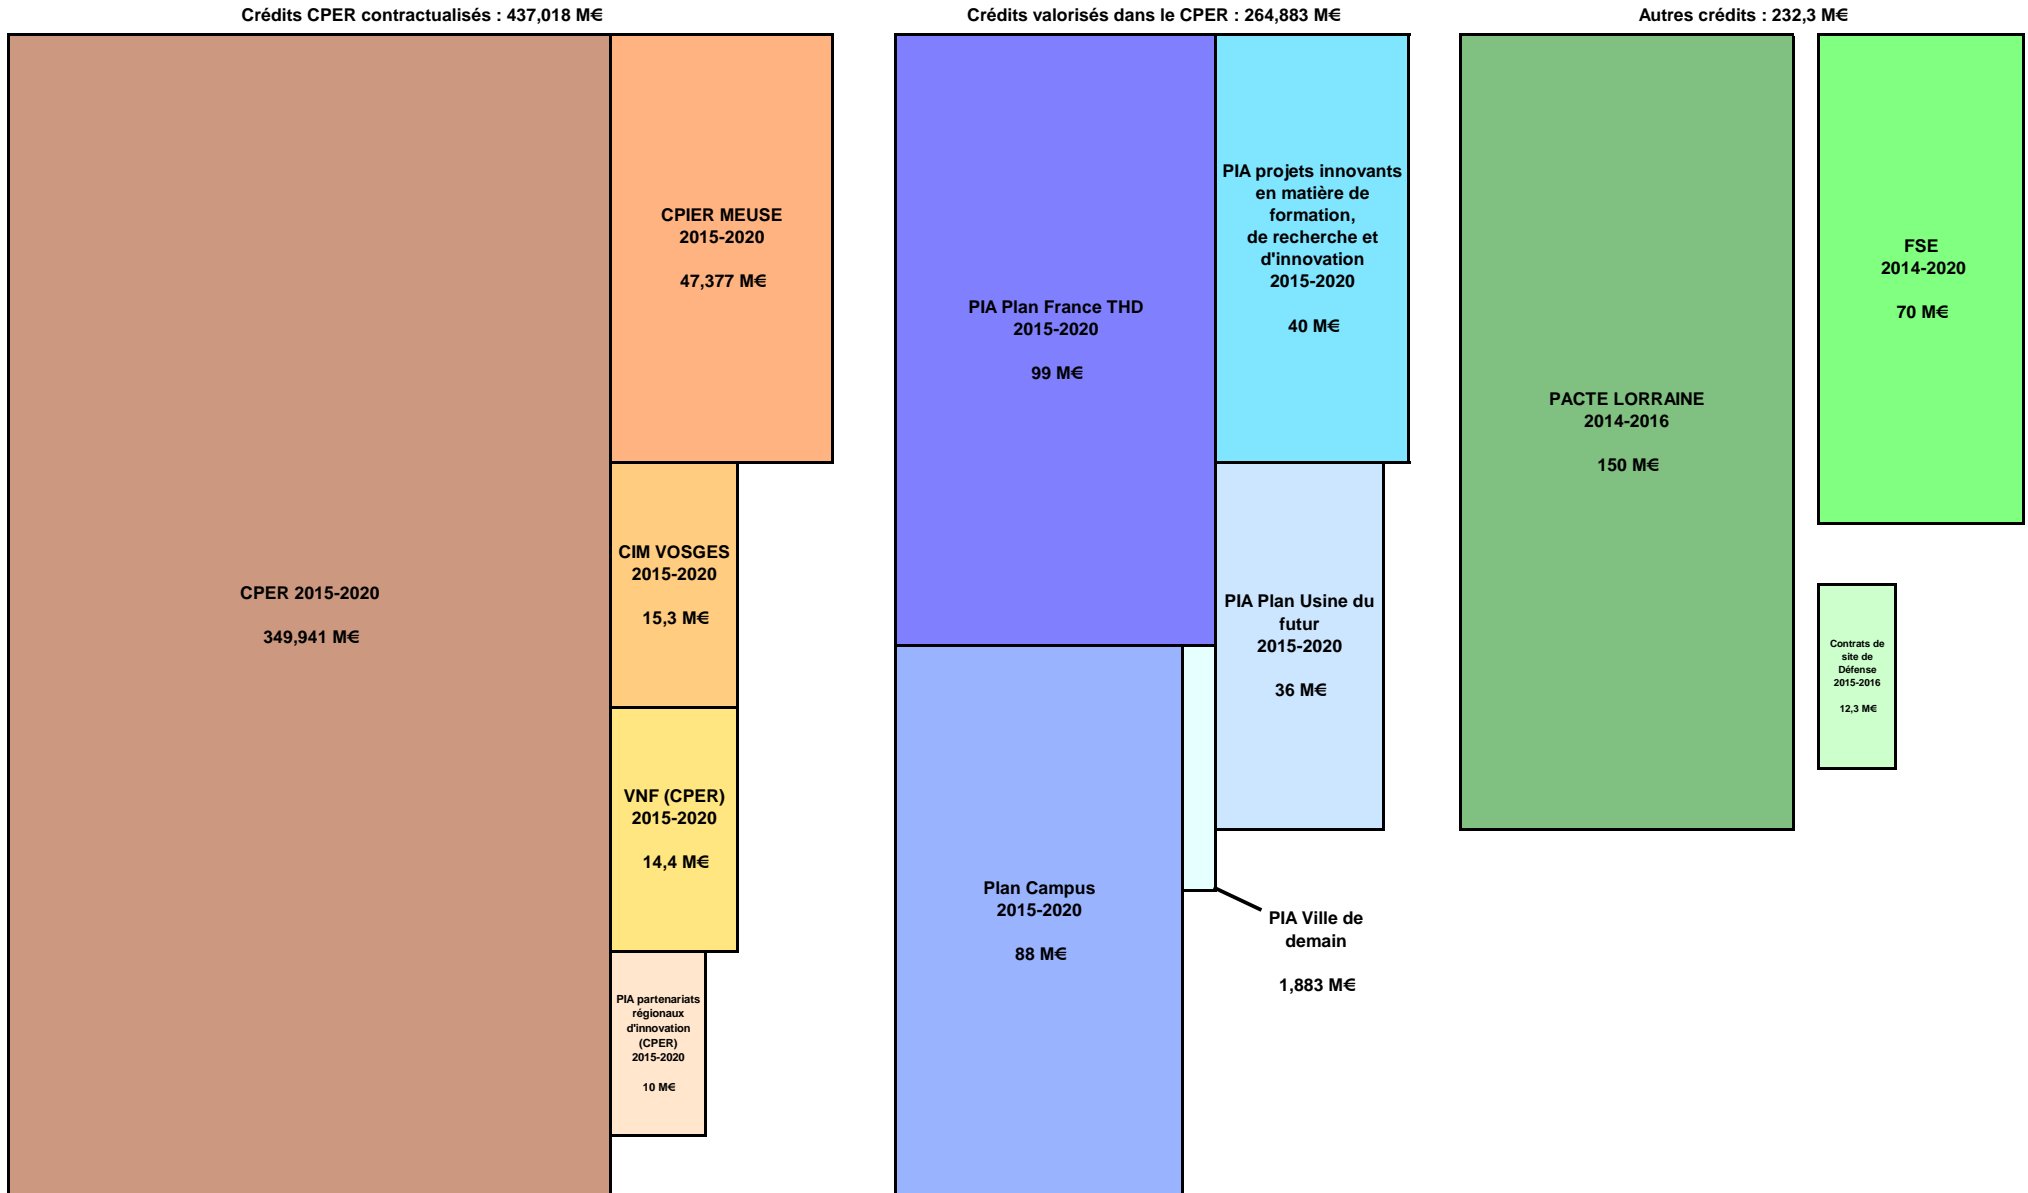 Crédits CPER contractualisés : 437,018 M€
CPER 2015-2020
349,941 M€
CPIER MEUSE
2015-2020
47,377 M€
CIM VOSGES
2015-2020
15,3 M€
VNF (CPER)
2015-2020
14,4 M€
PIA partenariats
régionaux
d'innovation
(CPER)
2015-2020
10 M€
Crédits valorisés dans le CPER : 264,883 M€
PIA Plan France THD
2015-2020
99 M€
PIA projets innovants
en matière de
formation,
de recherche et
d'innovation
2015-2020
40 M€
PIA Plan Usine du
futur
2015-2020
36 M€
Plan Campus
2015-2020
88 M€
PIA Ville de
demain
1,883 M€
Autres crédits : 232,3 M€
PACTE LORRAINE
2014-2016
150 M€
FSE
2014-2020
70 M€
Contrats de
site de
Défense
2015-2016
12,3 M€